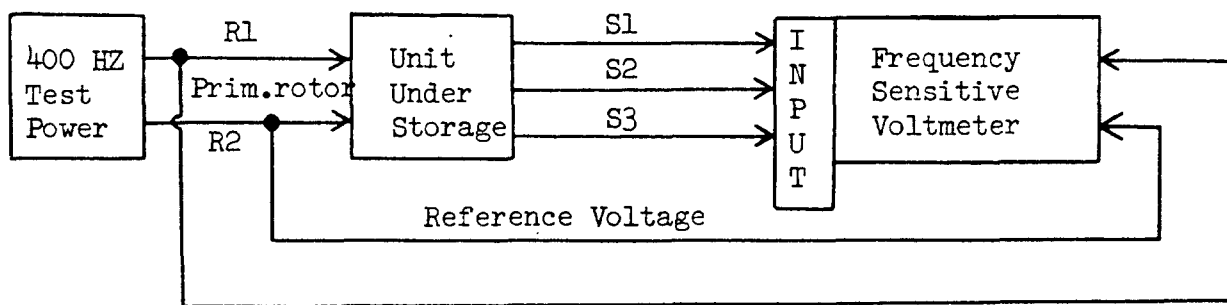 400 HZ
Test
Power
R1
Prim.rotor
R2
Unit
Under
Storage
S1
S2
S3
INPUT
Frequency
Sensitive
Voltmeter
Reference Voltage